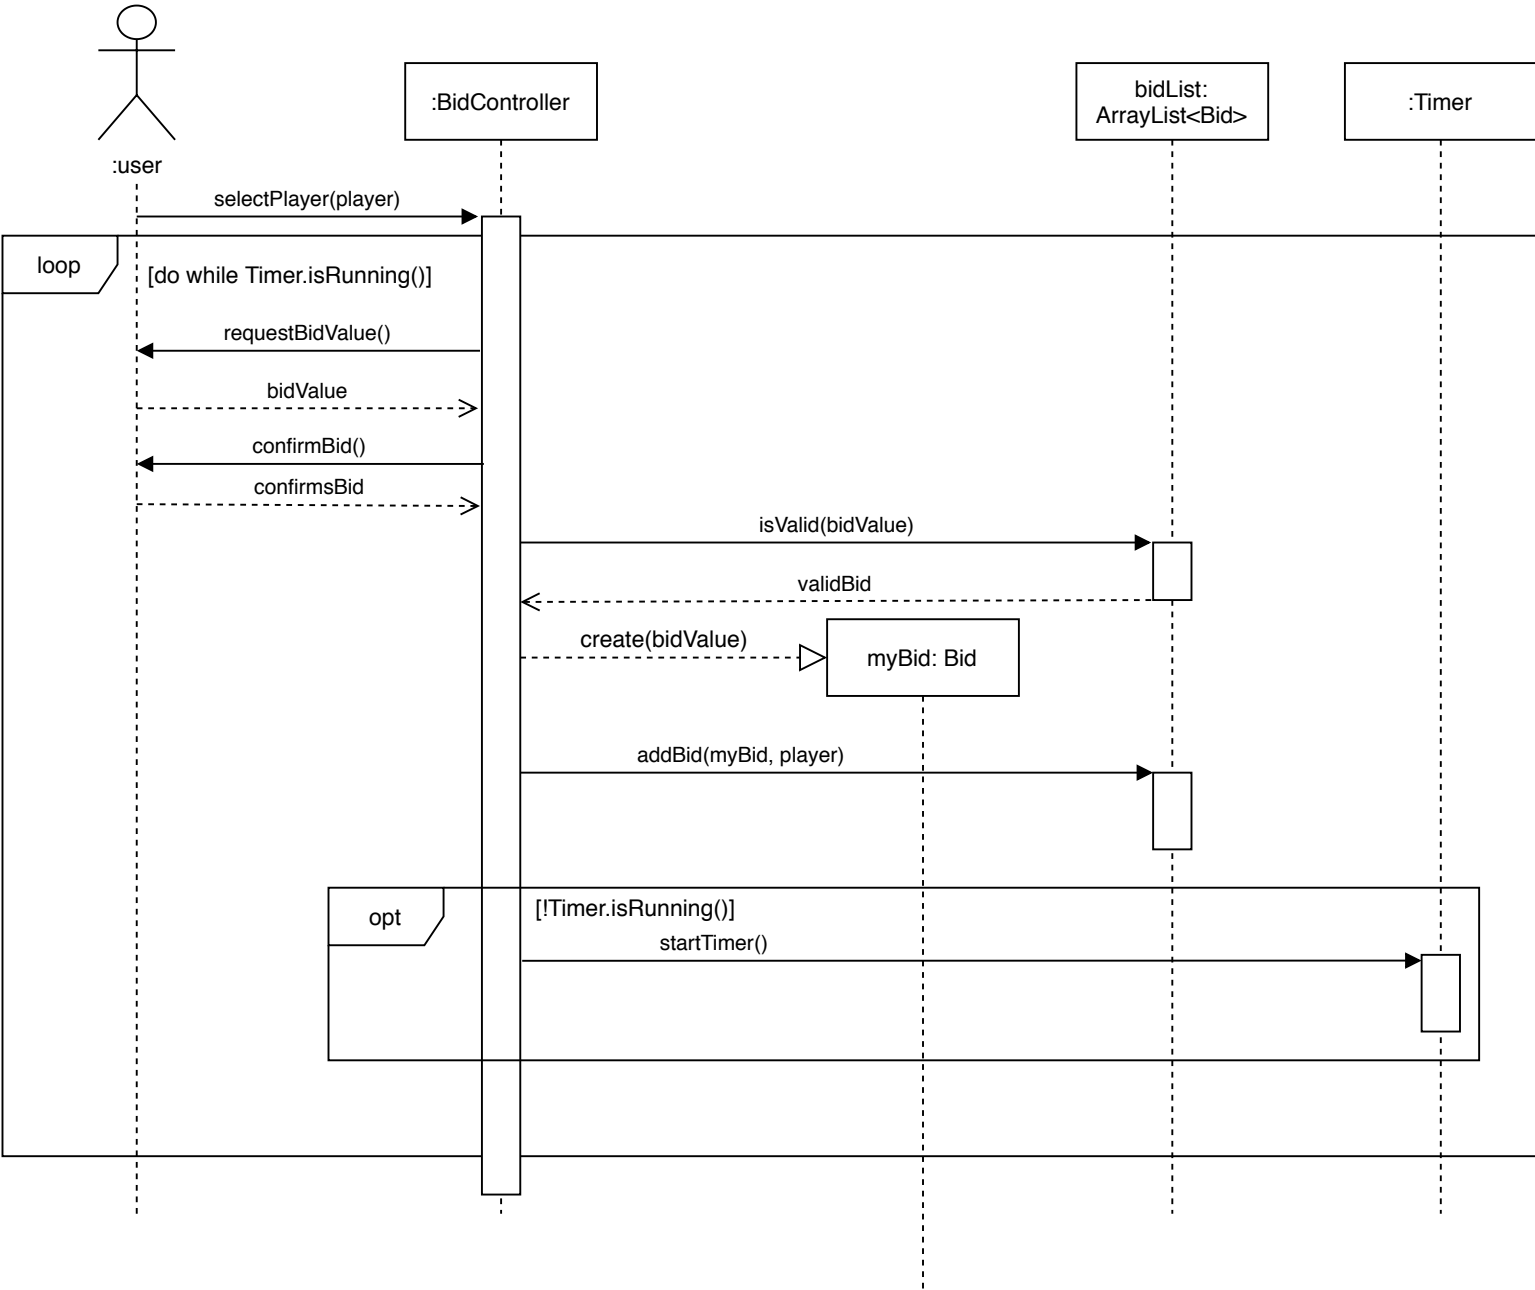 :BidController
bidList:
ArrayList<Bid>
:Timer
:user
selectPlayer(player)
loop
[do while Timer.isRunning()]
requestBidValue()
bidValue
confirmBid()
confirmsBid
isValid(bidValue)
validBid
create(bidValue)
myBid: Bid
addBid(myBid, player)
opt
[!Timer.isRunning()]
startTimer()